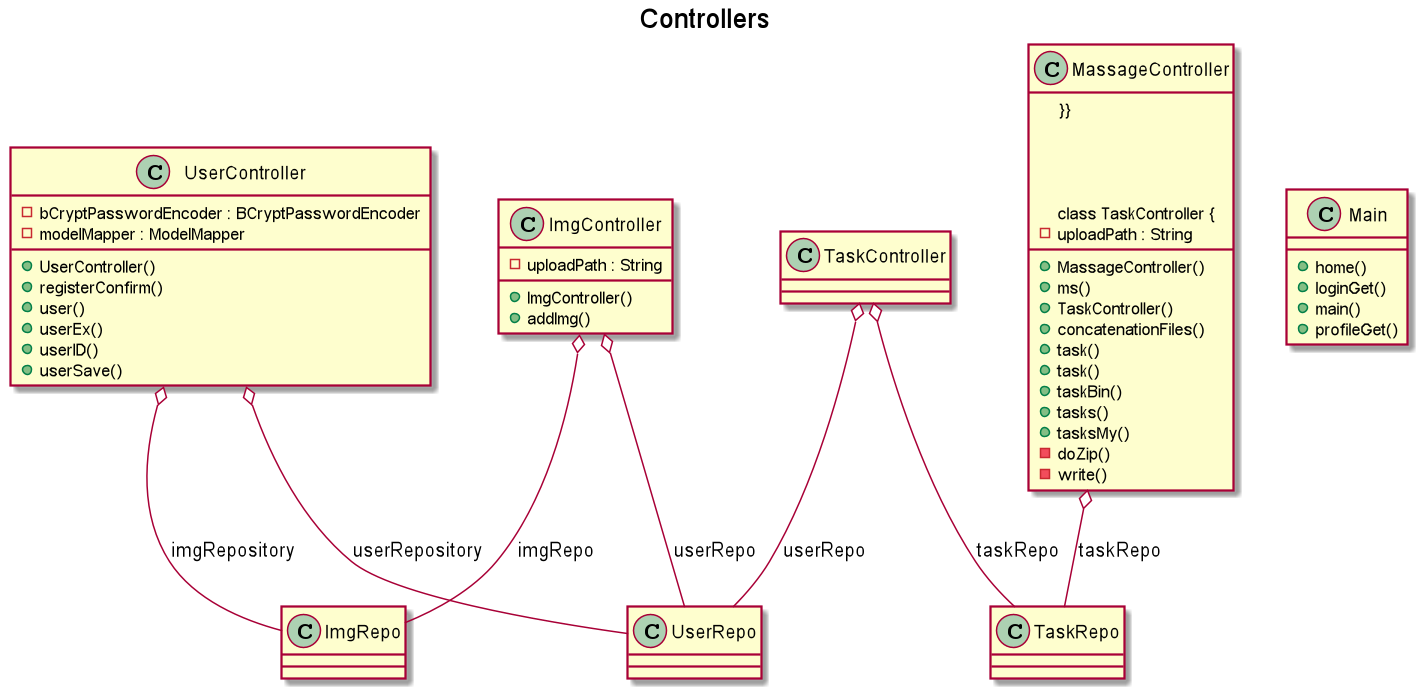 Controllers
C UserController
bCryptPasswordEncoder : BCryptPasswordEncoder
modelMapper : ModelMapper
UserController()
registerConfirm()
user()
userEx()
userID()
userSave()
C ImgController
uploadPath : String
ImgController()
addImg()
C TaskController
C MassageController
}}
class TaskController {
uploadPath : String
MassageController()
ms()
TaskController()
concatenationFiles()
task()
task()
taskBin()
tasks()
tasksMy()
doZip()
write()
C Main
home()
loginGet()
main()
profileGet()
imgRepository
userRepository
imgRepo
userRepo
userRepo
taskRepo
taskRepo
C ImgRepo
C UserRepo
C TaskRepo